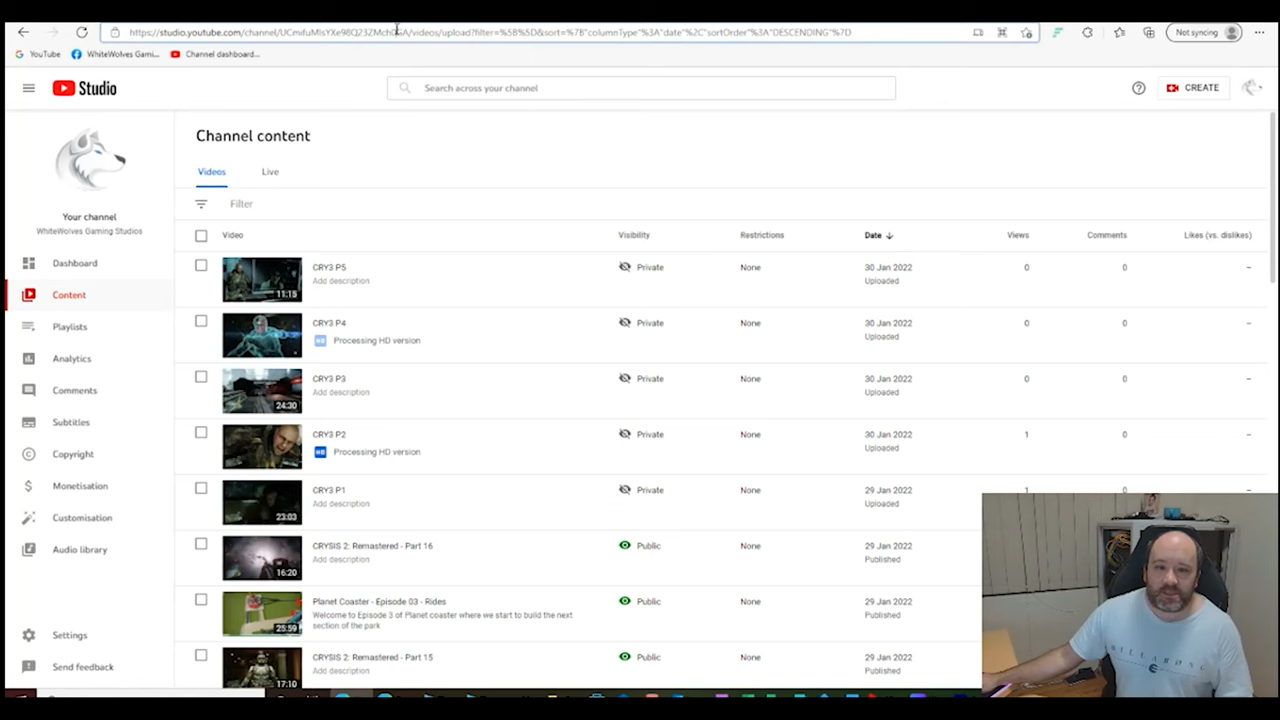 Not syncing
YouTube
WhiteWolves Gami...
Channel dashboard...
Studio
Search across your channel
CREATE
Channel content
Videos
Live
Filter
Your channel
WhiteWolves Gaming Studios
Dashboard
Content
Playlists
Analytics
Comments
Subtitles
Copyright
Monetisation
Customisation
Audio library
Settings
Send feedback
Video
Visibility
Restrictions
Date
Views
Comments
Likes (vs. dislikes)
11:15
CRY3 P5
Add description
Private
None
30 Jan 2022
Uploaded
0
0
–
CRY3 P4
HD
Processing HD version
Private
None
30 Jan 2022
Uploaded
0
0
–
24:30
CRY3 P3
Add description
Private
None
30 Jan 2022
Uploaded
0
0
–
CRY3 P2
HD
Processing HD version
Private
None
30 Jan 2022
Uploaded
1
0
–
23:03
CRY3 P1
Add description
Private
None
29 Jan 2022
Uploaded
16:20
CRYSIS 2: Remastered - Part 16
Add description
Public
None
29 Jan 2022
Published
25:59
Planet Coaster - Episode 03 - Rides
Welcome to Episode 3 of Planet coaster where we start to build the next
section of the park
Public
None
29 Jan 2022
Published
17:10
CRYSIS 2: Remastered - Part 15
Add description
Public
None
29 Jan 2022
Published
BILLABONG